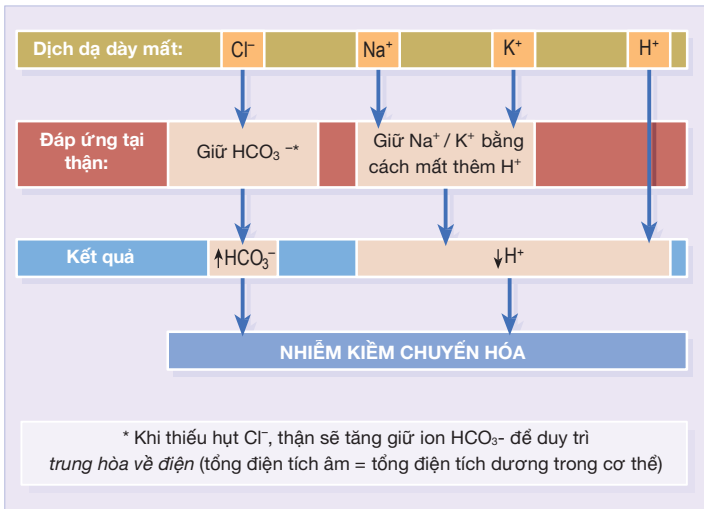 Dịch dạ dày mất: Cl⁻ Na⁺ K⁺ H⁺
Đáp ứng tại
thận:
Giữ HCO₃ ⁻*
Giữ Na⁺ / K⁺ bằng
cách mất thêm H⁺
Kết quả ↑HCO₃⁻ ↓H⁺
NHIỄM KIỀM CHUYỂN HÓA
* Khi thiếu hụt Cl⁻, thận sẽ tăng giữ ion HCO₃- để duy trì
trung hòa về điện (tổng điện tích âm = tổng điện tích dương trong cơ thể)